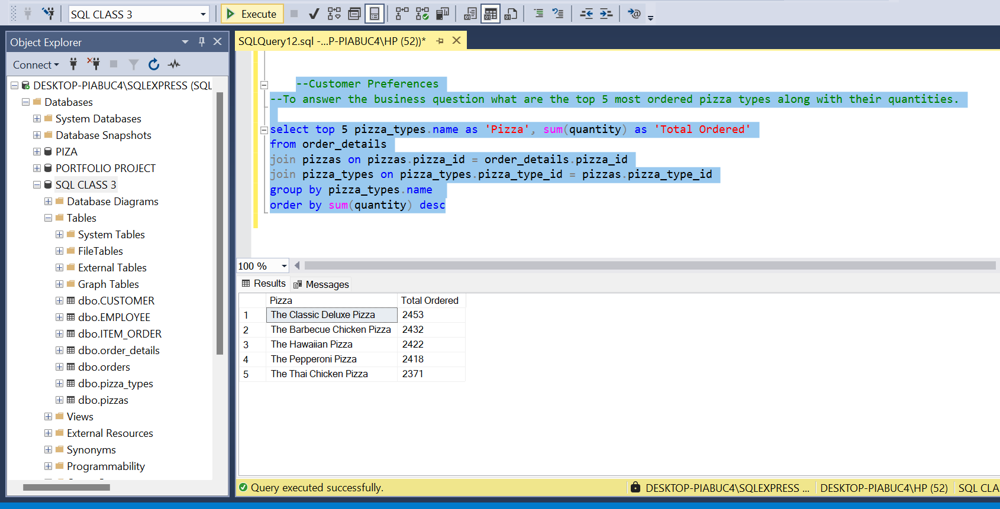 SQL CLASS 3
Execute
Object Explorer
Connect
DESKTOP-PIABUC4\SQLEXPRESS (SQL
Databases
System Databases
Database Snapshots
PIZA
PORTFOLIO PROJECT
SQL CLASS 3
Database Diagrams
Tables
System Tables
FileTables
External Tables
Graph Tables
dbo.CUSTOMER
dbo.EMPLOYEE
dbo.ITEM_ORDER
dbo.order_details
dbo.orders
dbo.pizza_types
dbo.pizzas
Views
External Resources
Synonyms
Programmability
SQLQuery12.sql -...P-PIABUC4\HP (52))*
--Customer Preferences
--To answer the business question what are the top 5 most ordered pizza types along with their quantities.
select top 5 pizza_types.name as 'Pizza', sum(quantity) as 'Total Ordered'
from order_details
join pizzas on pizzas.pizza_id = order_details.pizza_id
join pizza_types on pizza_types.pizza_type_id = pizzas.pizza_type_id
group by pizza_types.name
order by sum(quantity) desc
100 %
Results Messages
Pizza Total Ordered
1 The Classic Deluxe Pizza 2453
2 The Barbecue Chicken Pizza 2432
3 The Hawaiian Pizza 2422
4 The Pepperoni Pizza 2418
5 The Thai Chicken Pizza 2371
Query executed successfully. DESKTOP-PIABUC4\SQLEXPRESS ... DESKTOP-PIABUC4\HP (52) SQL CLA